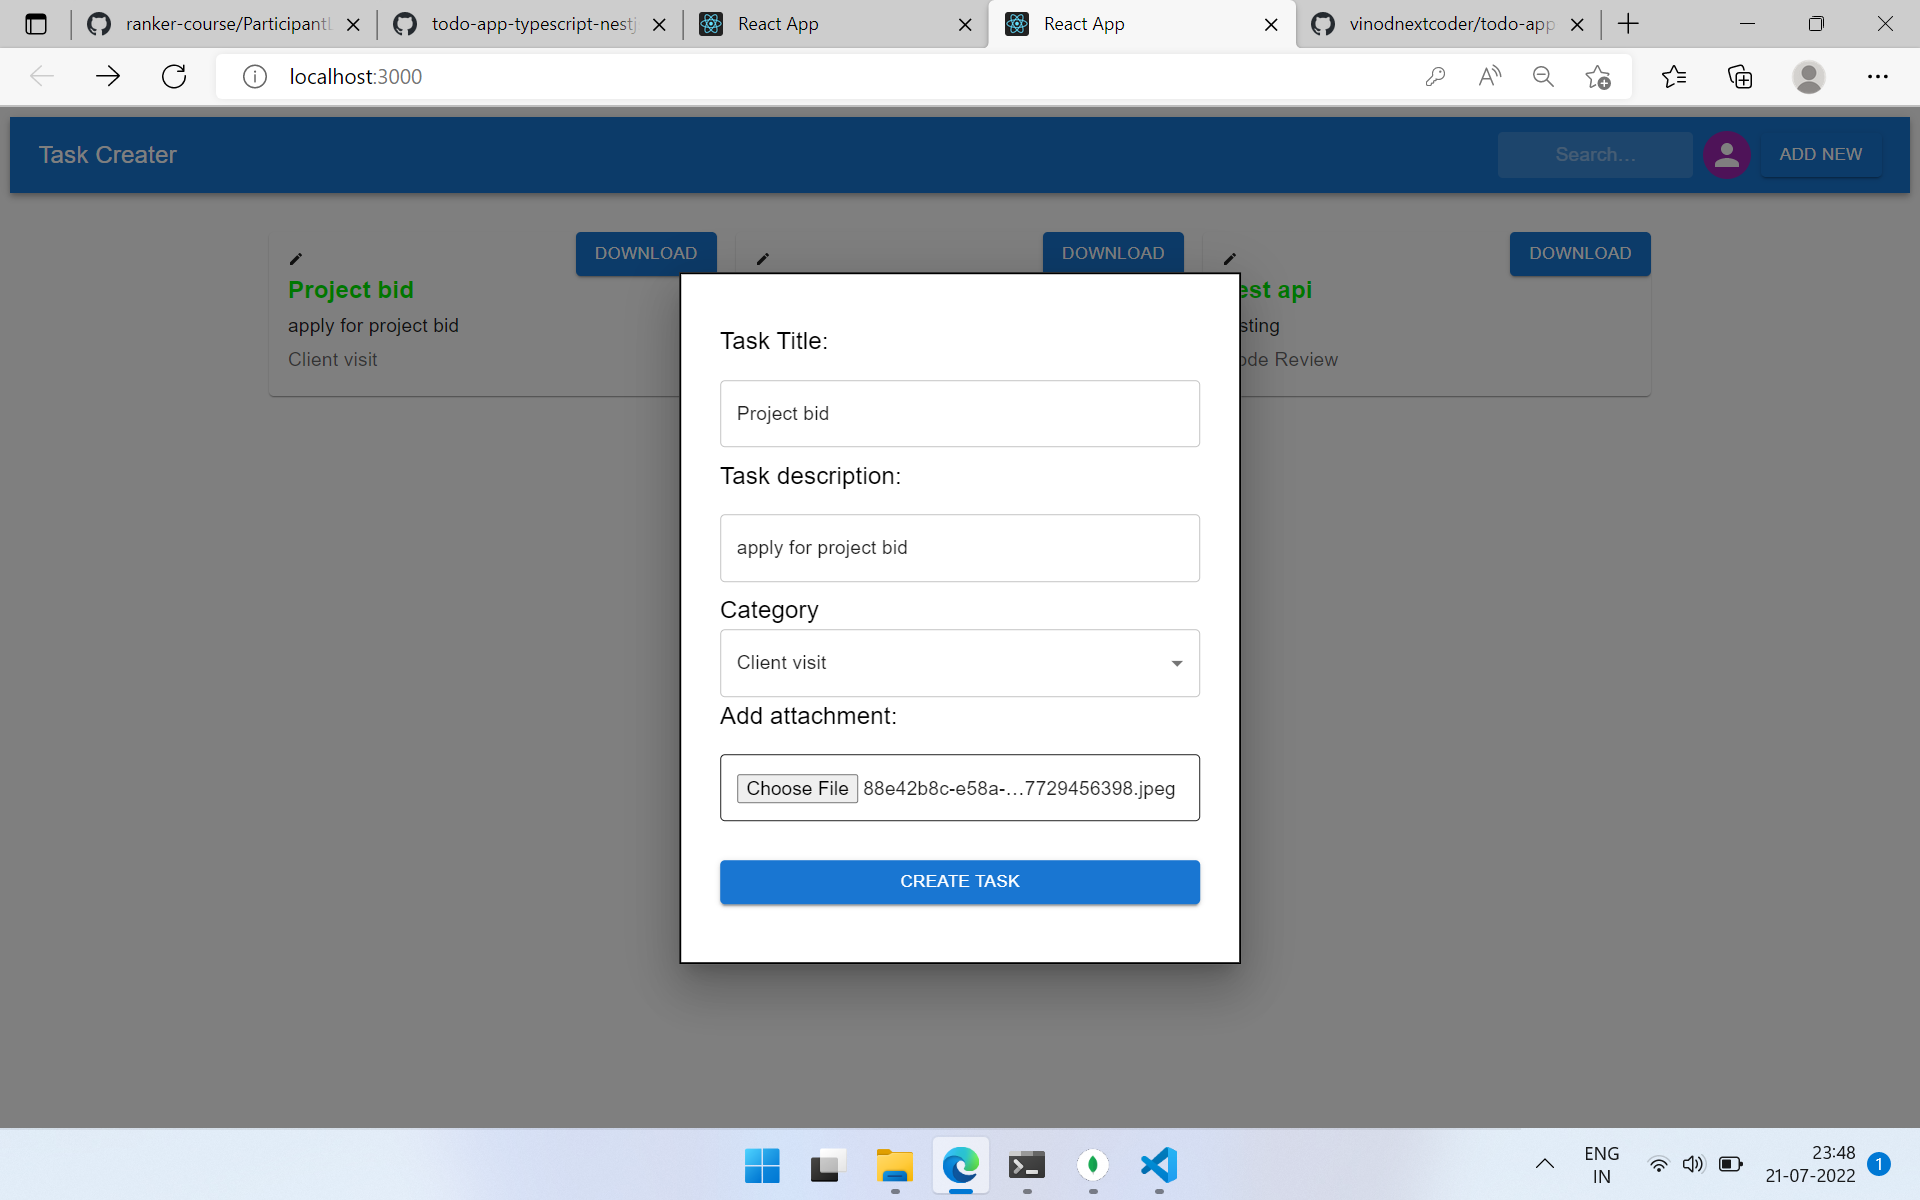 ranker-course/Participant
todo-app-typescript-nestj
React App
React App
vinodnextcoder/todo-app
localhost:3000
Task Creater
Search...
ADD NEW
DOWNLOAD
DOWNLOAD
DOWNLOAD
Project bid
apply for project bid
Client visit
est api
sting
ode Review
Task Title:
Project bid
Task description:
apply for project bid
Category
Client visit
Add attachment:
Choose File 88e42b8c-e58a-...7729456398.jpeg
CREATE TASK
ENG
IN
23:48
21-07-2022
1